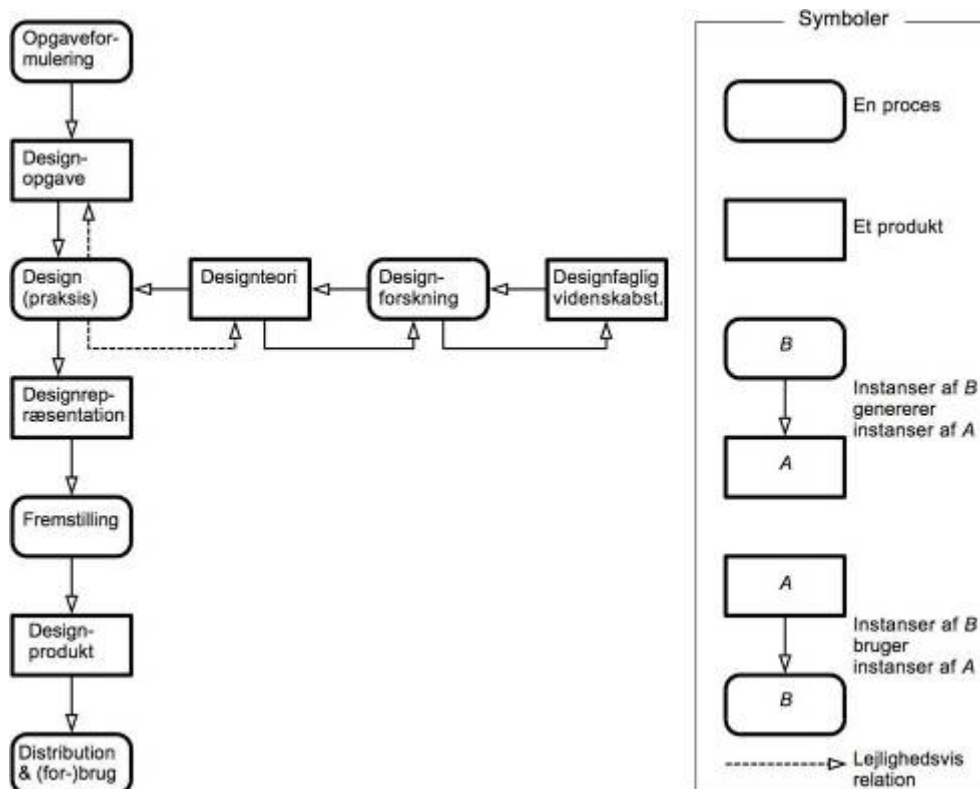 Opgavefor-
mulering
Design-
opgave
Design
(praksis)
Designteori
Design-
forskning
Designfaglig
videnskabst.
Designrep-
ræsentation
Fremstilling
Design-
produkt
Distribution
& (for-)brug
Symboler
En proces
Et produkt
B
A
Instanser af B
genererer
instanser af A
A
B
Instanser af B
bruger
instanser af A
Lejlighedsvis
relation